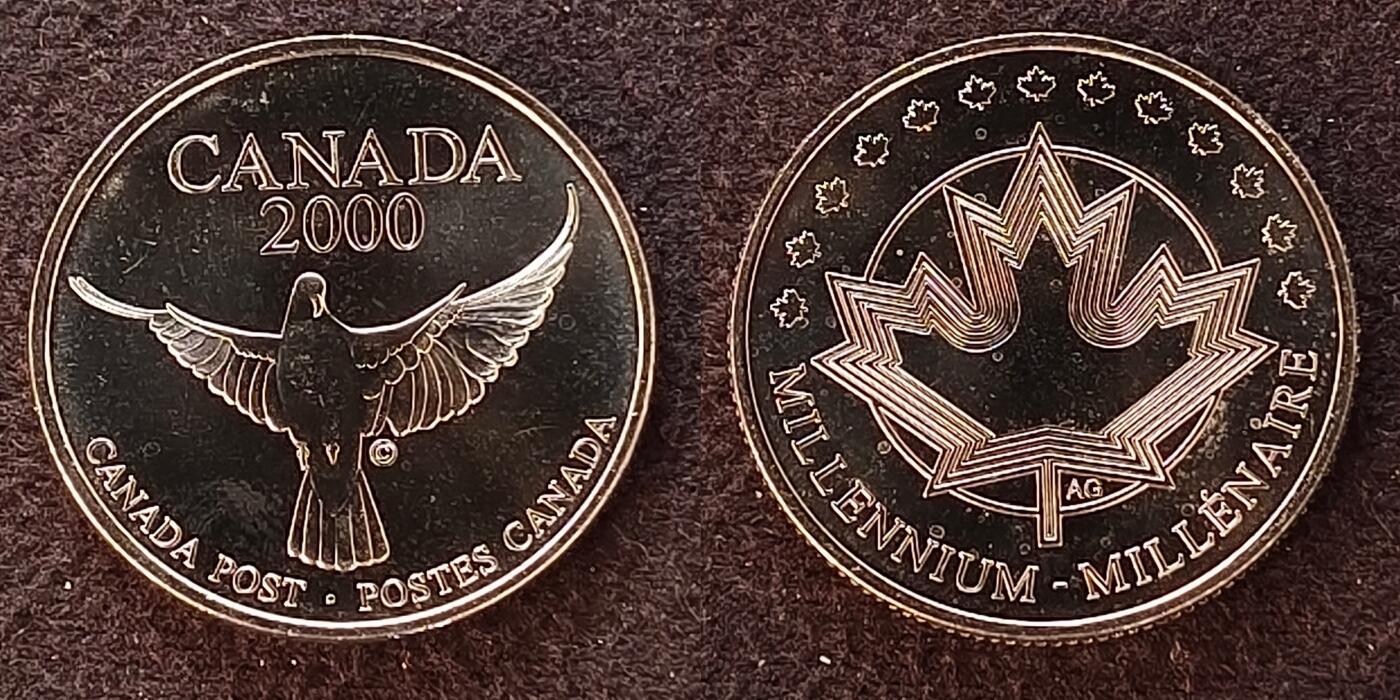 CANADA
2000
©
CANADA POST · POSTES CANADA
AG
MILLENNIUM - MILLÉNAIRE